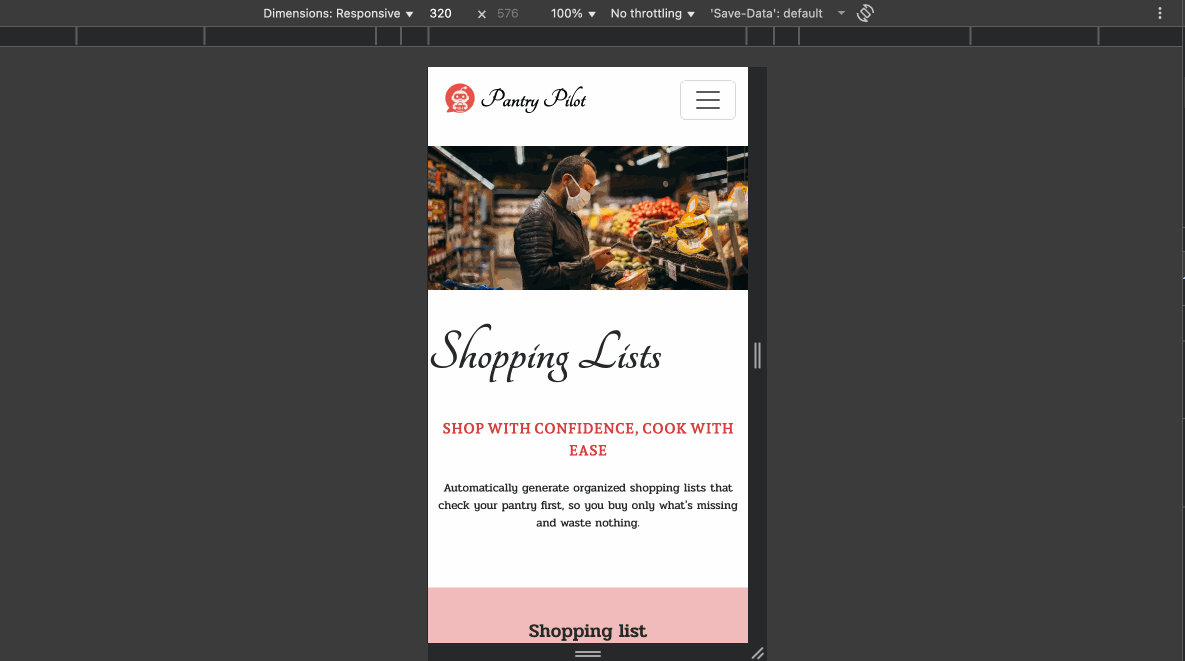 Dimensions: Responsive 320 × 576 100% No throttling 'Save-Data': default
Pantry Pilot
Shopping Lists
SHOP WITH CONFIDENCE, COOK WITH
EASE
Automatically generate organized shopping lists that
check your pantry first, so you buy only what's missing
and waste nothing.
Shopping list